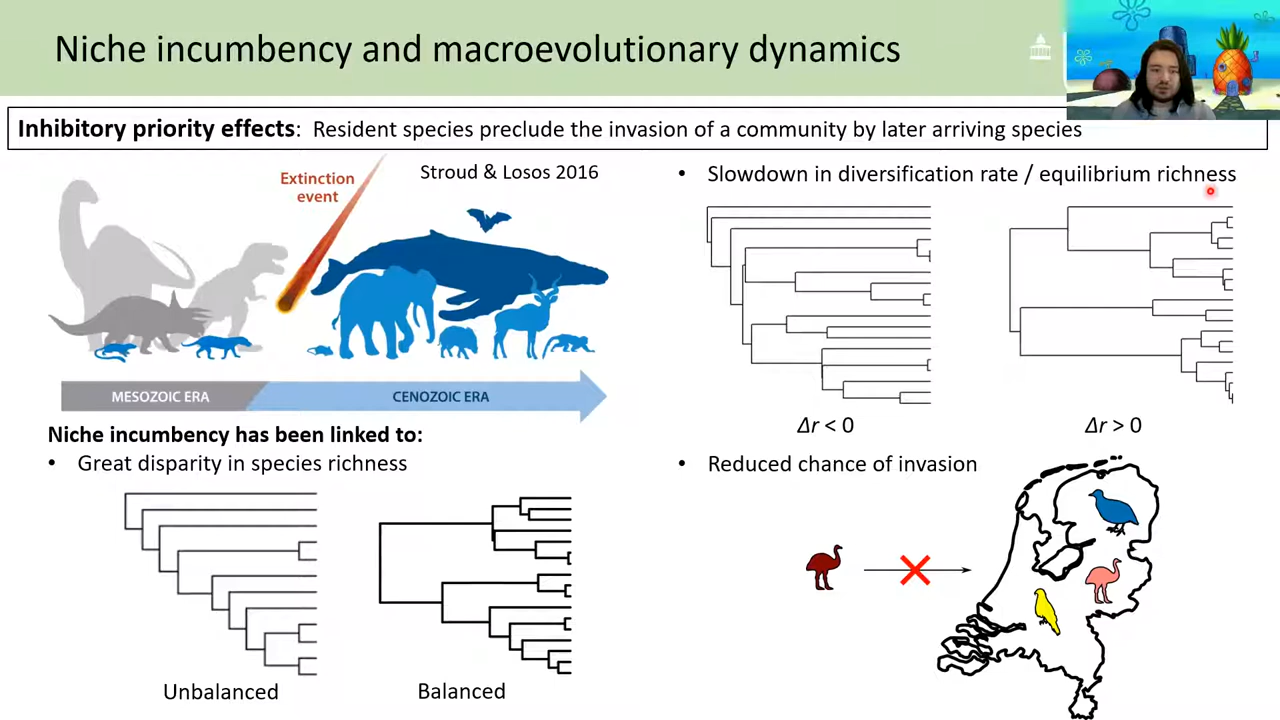 Niche incumbency and macroevolutionary dynamics
Inhibitory priority effects: Resident species preclude the invasion of a community by later arriving species
Extinction
event
Stroud & Losos 2016
MESOZOIC ERA
CENOZOIC ERA
Niche incumbency has been linked to:
• Great disparity in species richness
Unbalanced
Balanced
• Slowdown in diversification rate / equilibrium richness
Δr < 0
Δr > 0
• Reduced chance of invasion